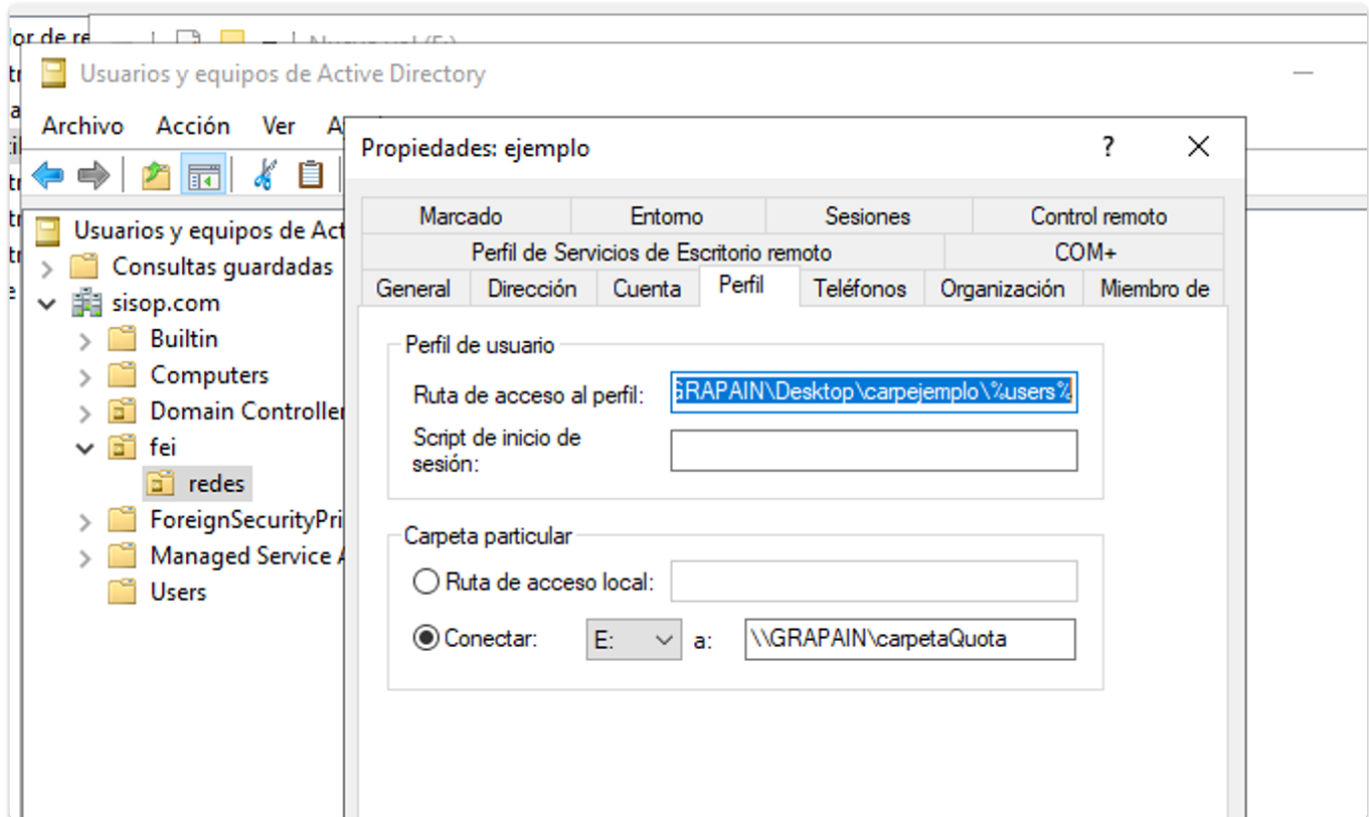 Usuarios y equipos de Active Directory
Archivo Acción Ver
Propiedades: ejemplo
Marcado Entorno Sesiones Control remoto
Perfil de Servicios de Escritorio remoto COM+
General Dirección Cuenta Perfil Teléfonos Organización Miembro de
Usuarios y equipos de Act
Consultas guardadas
sisop.com
Builtin
Computers
Domain Controller
fei
redes
ForeignSecurityPri
Managed Service
Users
Perfil de usuario
Ruta de acceso al perfil: GRAPAIN\Desktop\carpejemplo\%users%
Script de inicio de
sesión:
Carpeta particular
Ruta de acceso local:
Conectar: E: a: \\GRAPAIN\carpetaQuota